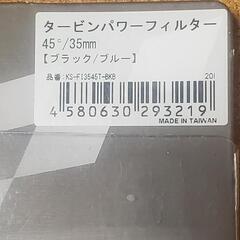 タービンパワーフィルター
45°/35mm
【ブラック/ブルー】
品番:KS-FI3545T-BKB
20I
4 580630 293219
MADE IN TAIWAN